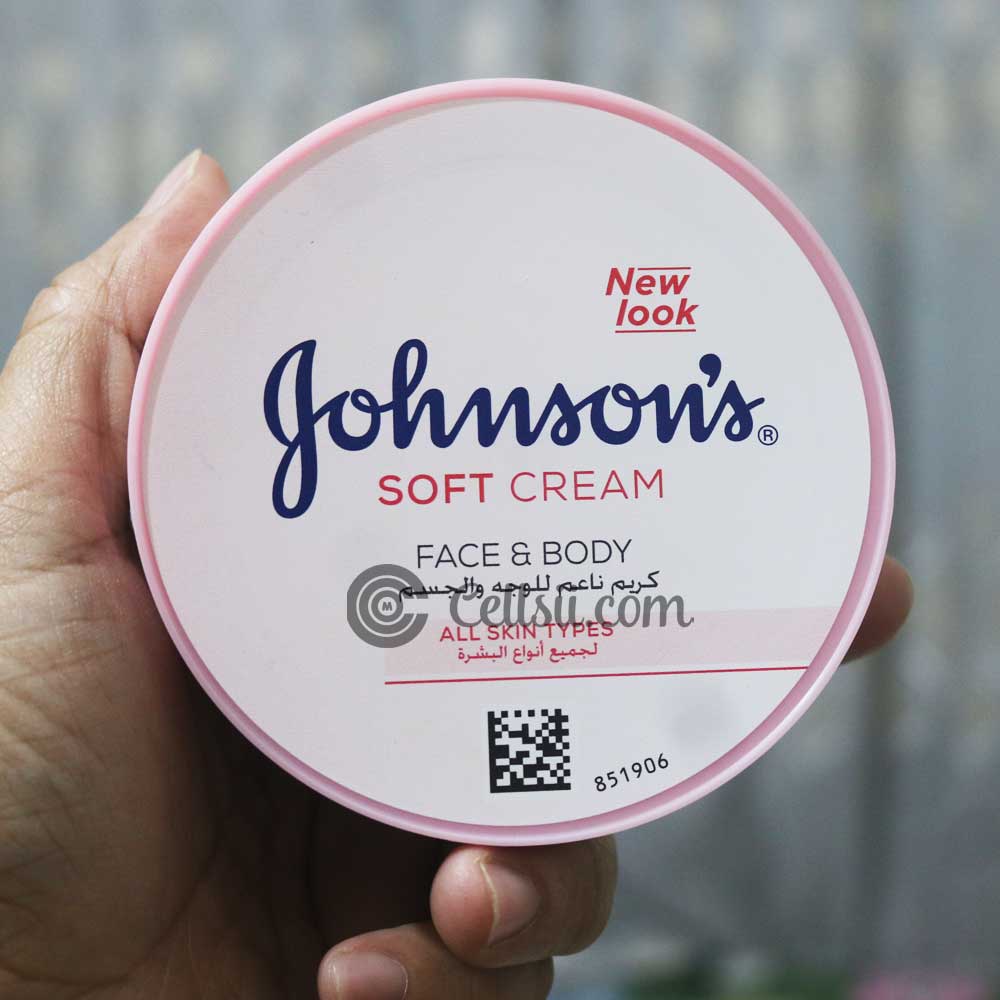 New
look
Johnson's®
SOFT CREAM
FACE & BODY
كريم ناعم للوجه والجسم
Cellsii.com
ALL SKIN TYPES
لجميع أنواع البشرة
851906